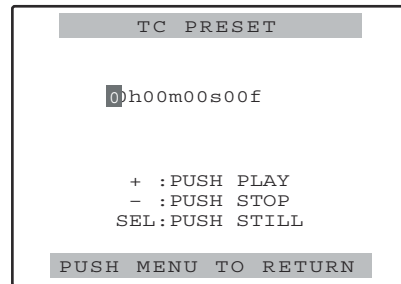 TC PRESET
00h00m00s00f
+ :PUSH PLAY
– :PUSH STOP
SEL:PUSH STILL
PUSH MENU TO RETURN